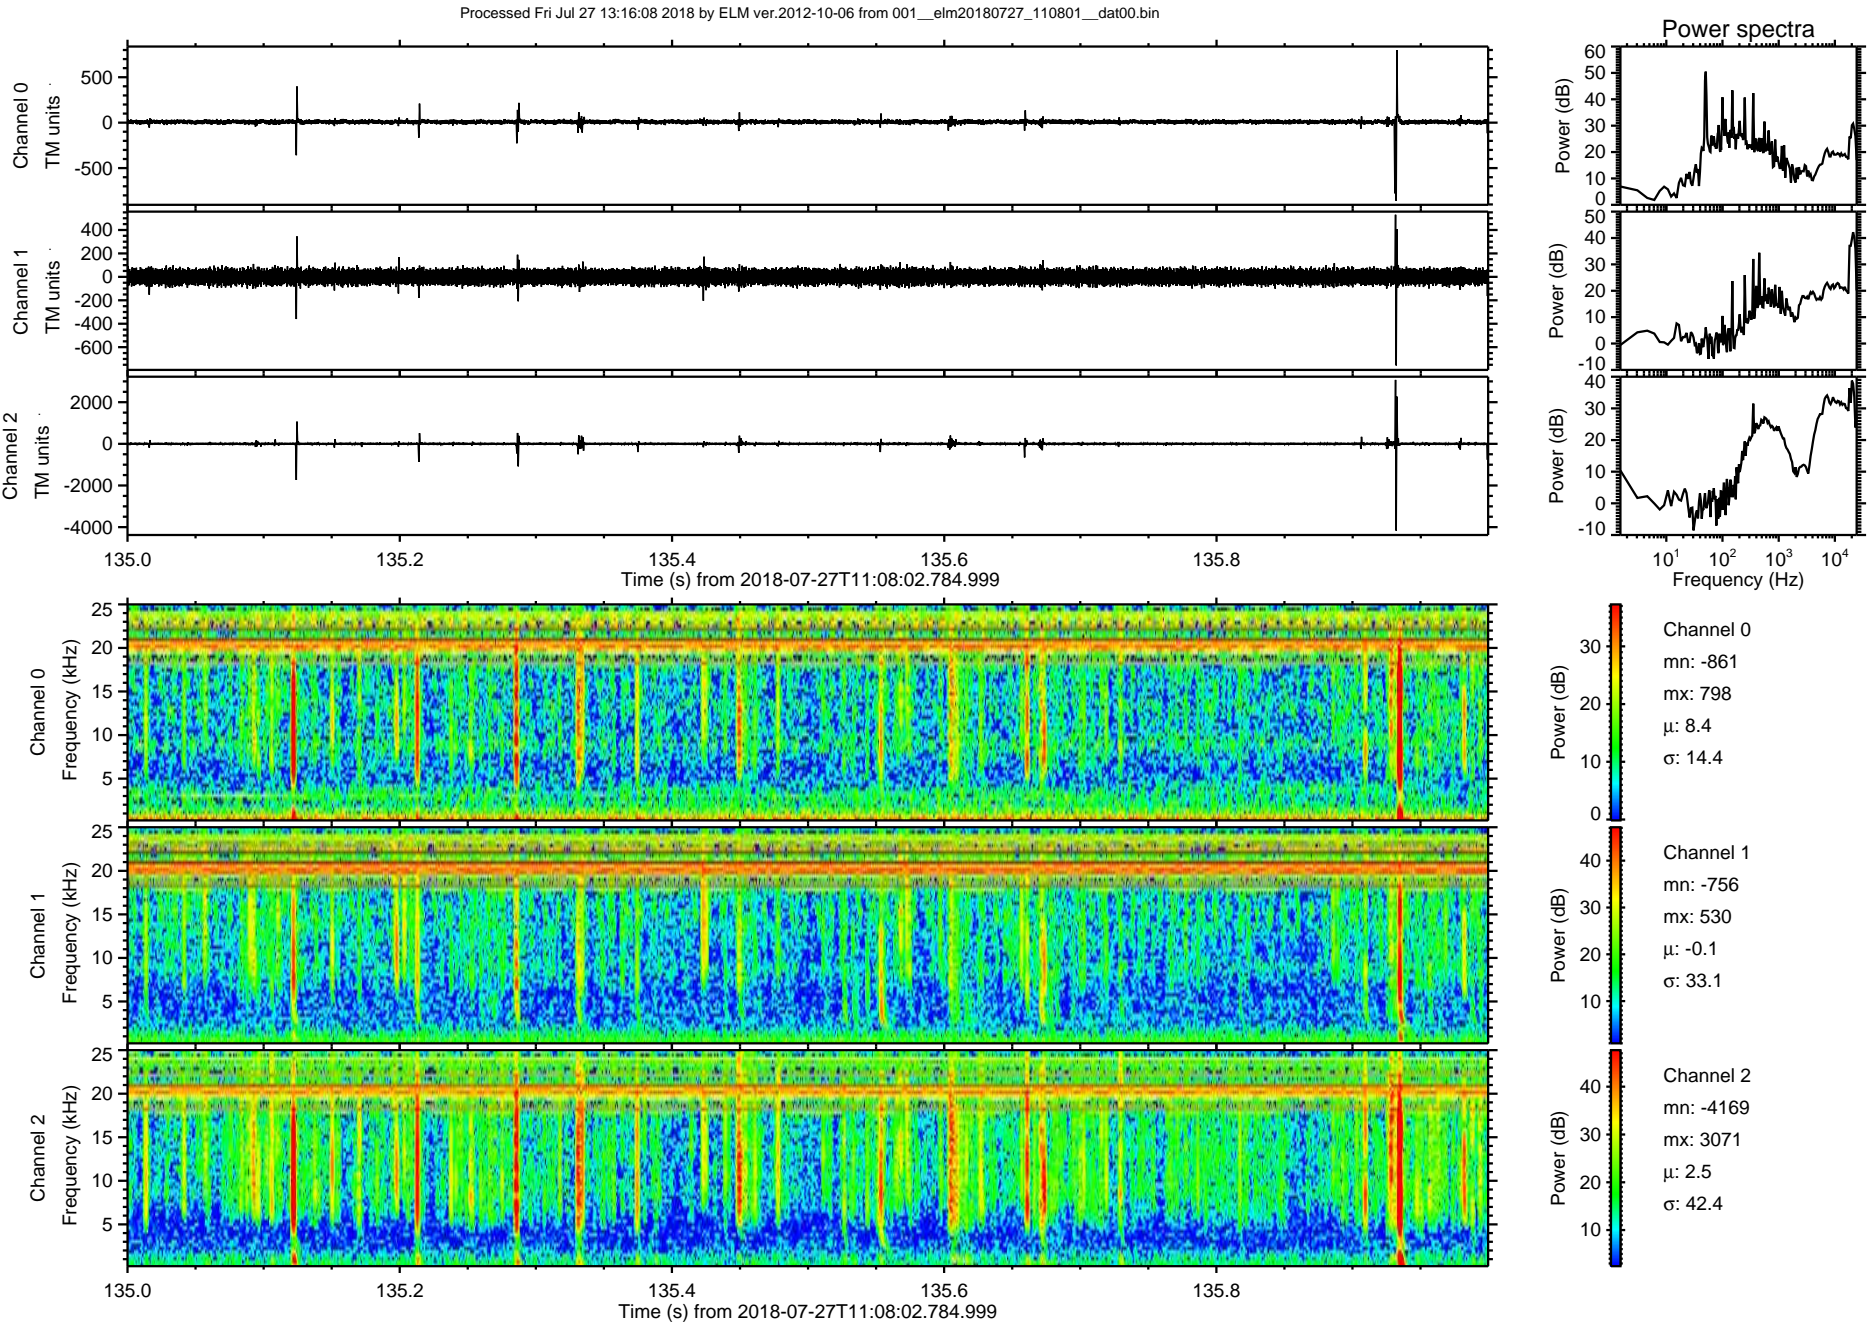 Processed Fri Jul 27 13:16:08 2018 by ELM ver.2012-10-06 from 001__elm20180727_110801__dat00.bin
Power spectra
Channel 0
TM units
500
0
-500
Power (dB)
60
50
40
30
20
10
0
Channel 1
TM units
400
200
0
-200
-400
-600
Power (dB)
50
40
30
20
10
0
-10
Channel 2
TM units
2000
0
-2000
-4000
Power (dB)
40
30
20
10
0
-10
135.0 135.2 135.4 135.6 135.8
Time (s) from 2018-07-27T11:08:02.784.999
10^1 10^2 10^3 10^4
Frequency (Hz)
Channel 0
Frequency (kHz)
25
20
15
10
5
Power (dB)
30
20
10
0
Channel 0
mn: -861
mx: 798
μ: 8.4
σ: 14.4
Channel 1
Frequency (kHz)
25
20
15
10
5
Power (dB)
40
30
20
10
Channel 1
mn: -756
mx: 530
μ: -0.1
σ: 33.1
Channel 2
Frequency (kHz)
25
20
15
10
5
Power (dB)
40
30
20
10
Channel 2
mn: -4169
mx: 3071
μ: 2.5
σ: 42.4
135.0 135.2 135.4 135.6 135.8
Time (s) from 2018-07-27T11:08:02.784.999